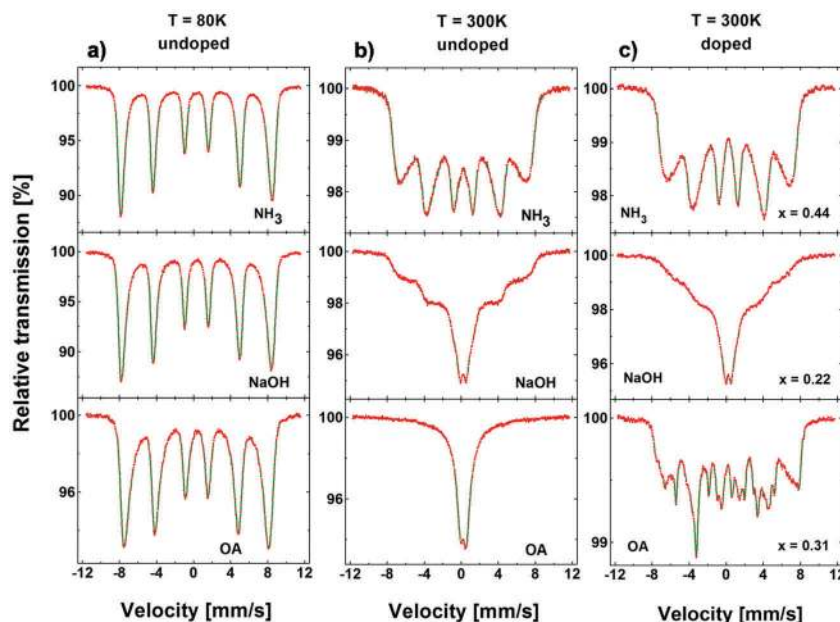 T = 80K
undoped
T = 300K
undoped
T = 300K
doped
a)
b)
c)
Relative transmission [%]
100
95
90
NH3
100
99
98
NH3
100
99
98
NH3
x = 0.44
100
95
90
NaOH
100
98
96
NaOH
100
98
96
NaOH
x = 0.22
100
96
OA
100
96
OA
100
99
OA
x = 0.31
-12 -8 -4 0 4 8 12
-12 -8 -4 0 4 8 12
-12 -8 -4 0 4 8 12
Velocity [mm/s]
Velocity [mm/s]
Velocity [mm/s]